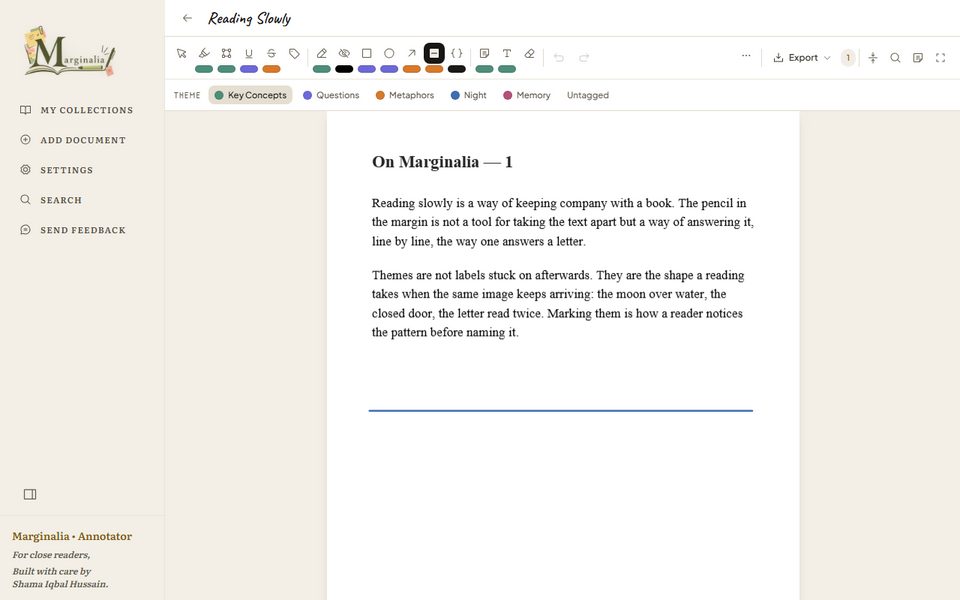 Marginalia
MY COLLECTIONS
ADD DOCUMENT
SETTINGS
SEARCH
SEND FEEDBACK
Marginalia • Annotator
For close readers,
Built with care by
Shama Iqbal Hussain.
Reading Slowly
Export
1
THEME Key Concepts Questions Metaphors Night Memory Untagged
On Marginalia — 1
Reading slowly is a way of keeping company with a book. The pencil in
the margin is not a tool for taking the text apart but a way of answering it,
line by line, the way one answers a letter.
Themes are not labels stuck on afterwards. They are the shape a reading
takes when the same image keeps arriving: the moon over water, the
closed door, the letter read twice. Marking them is how a reader notices
the pattern before naming it.